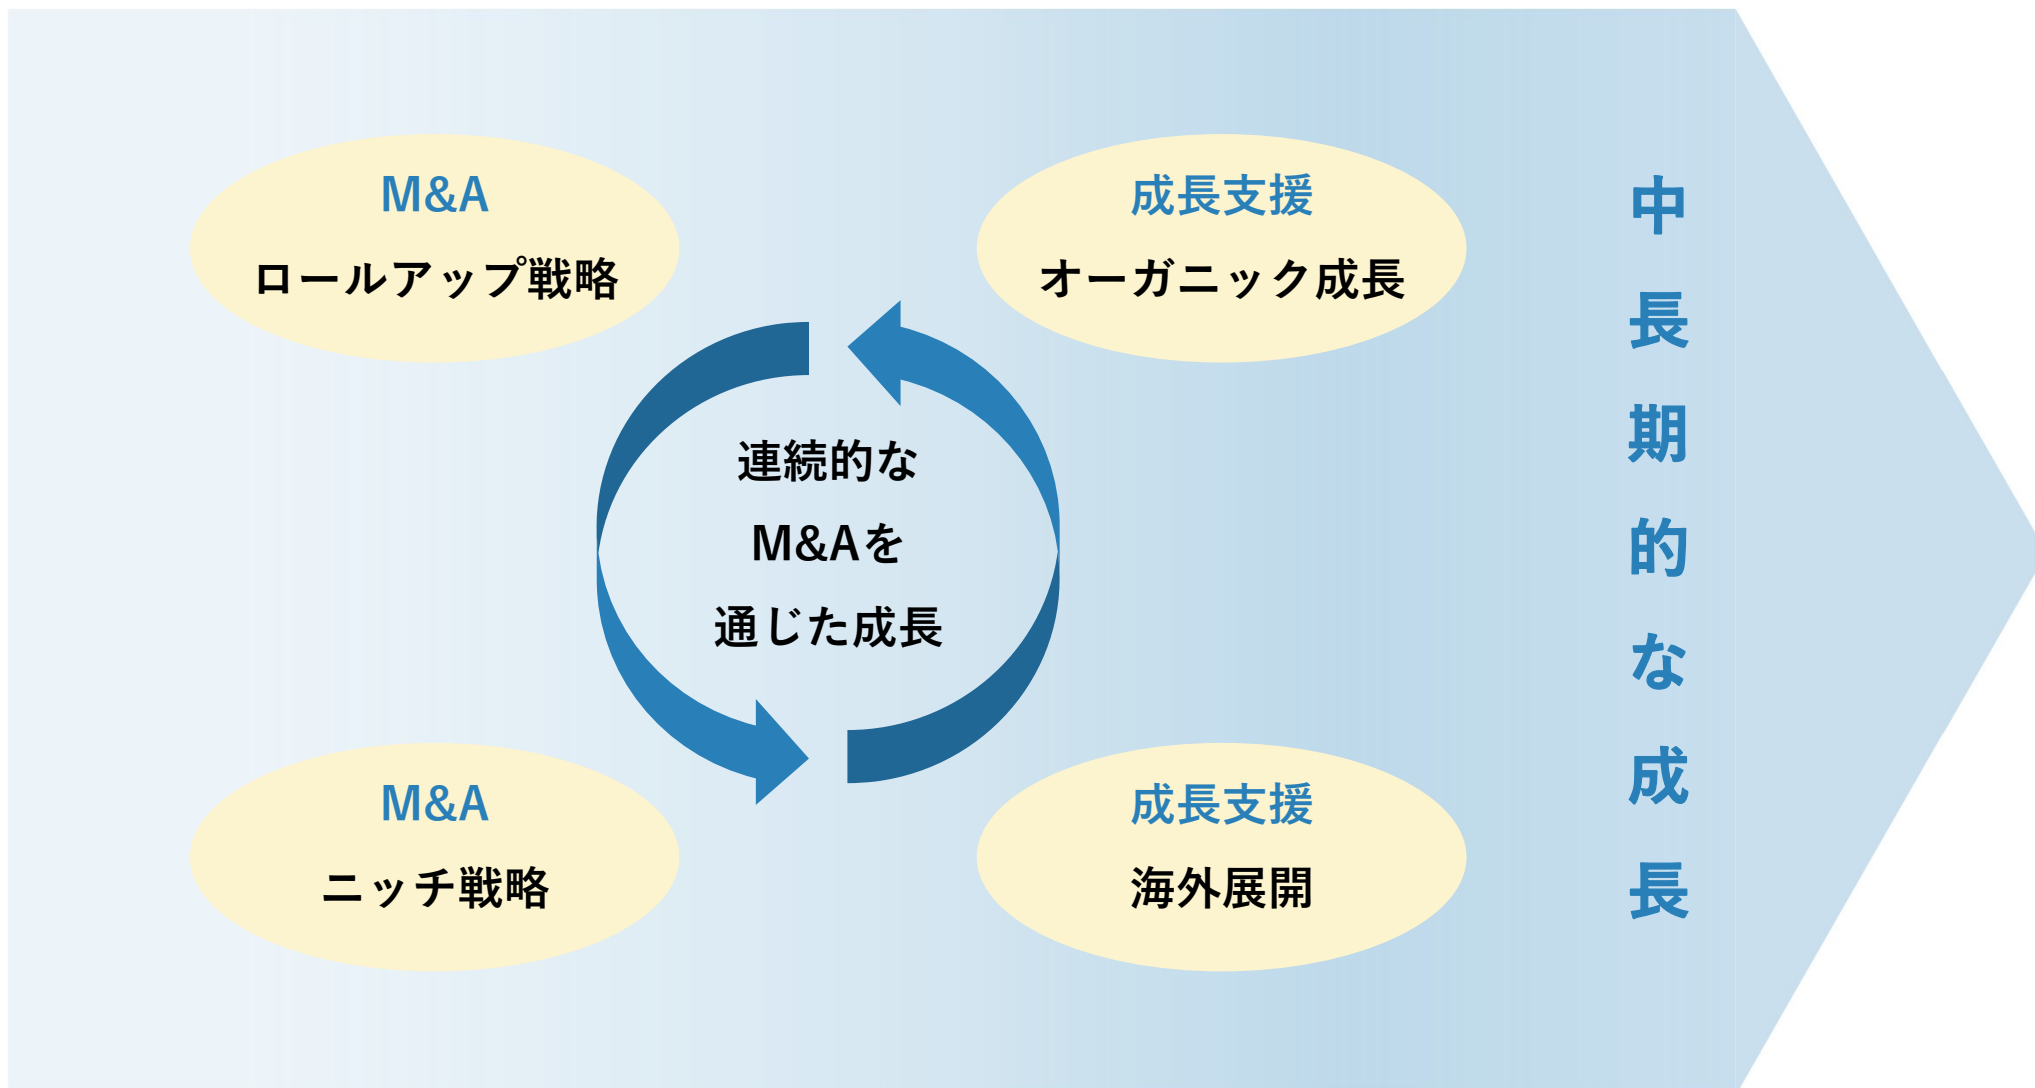 M&A
ロールアップ戦略
成長支援
オーガニック成長
連続的な
M&Aを
通じた成長
M&A
ニッチ戦略
成長支援
海外展開
中長期的な成長